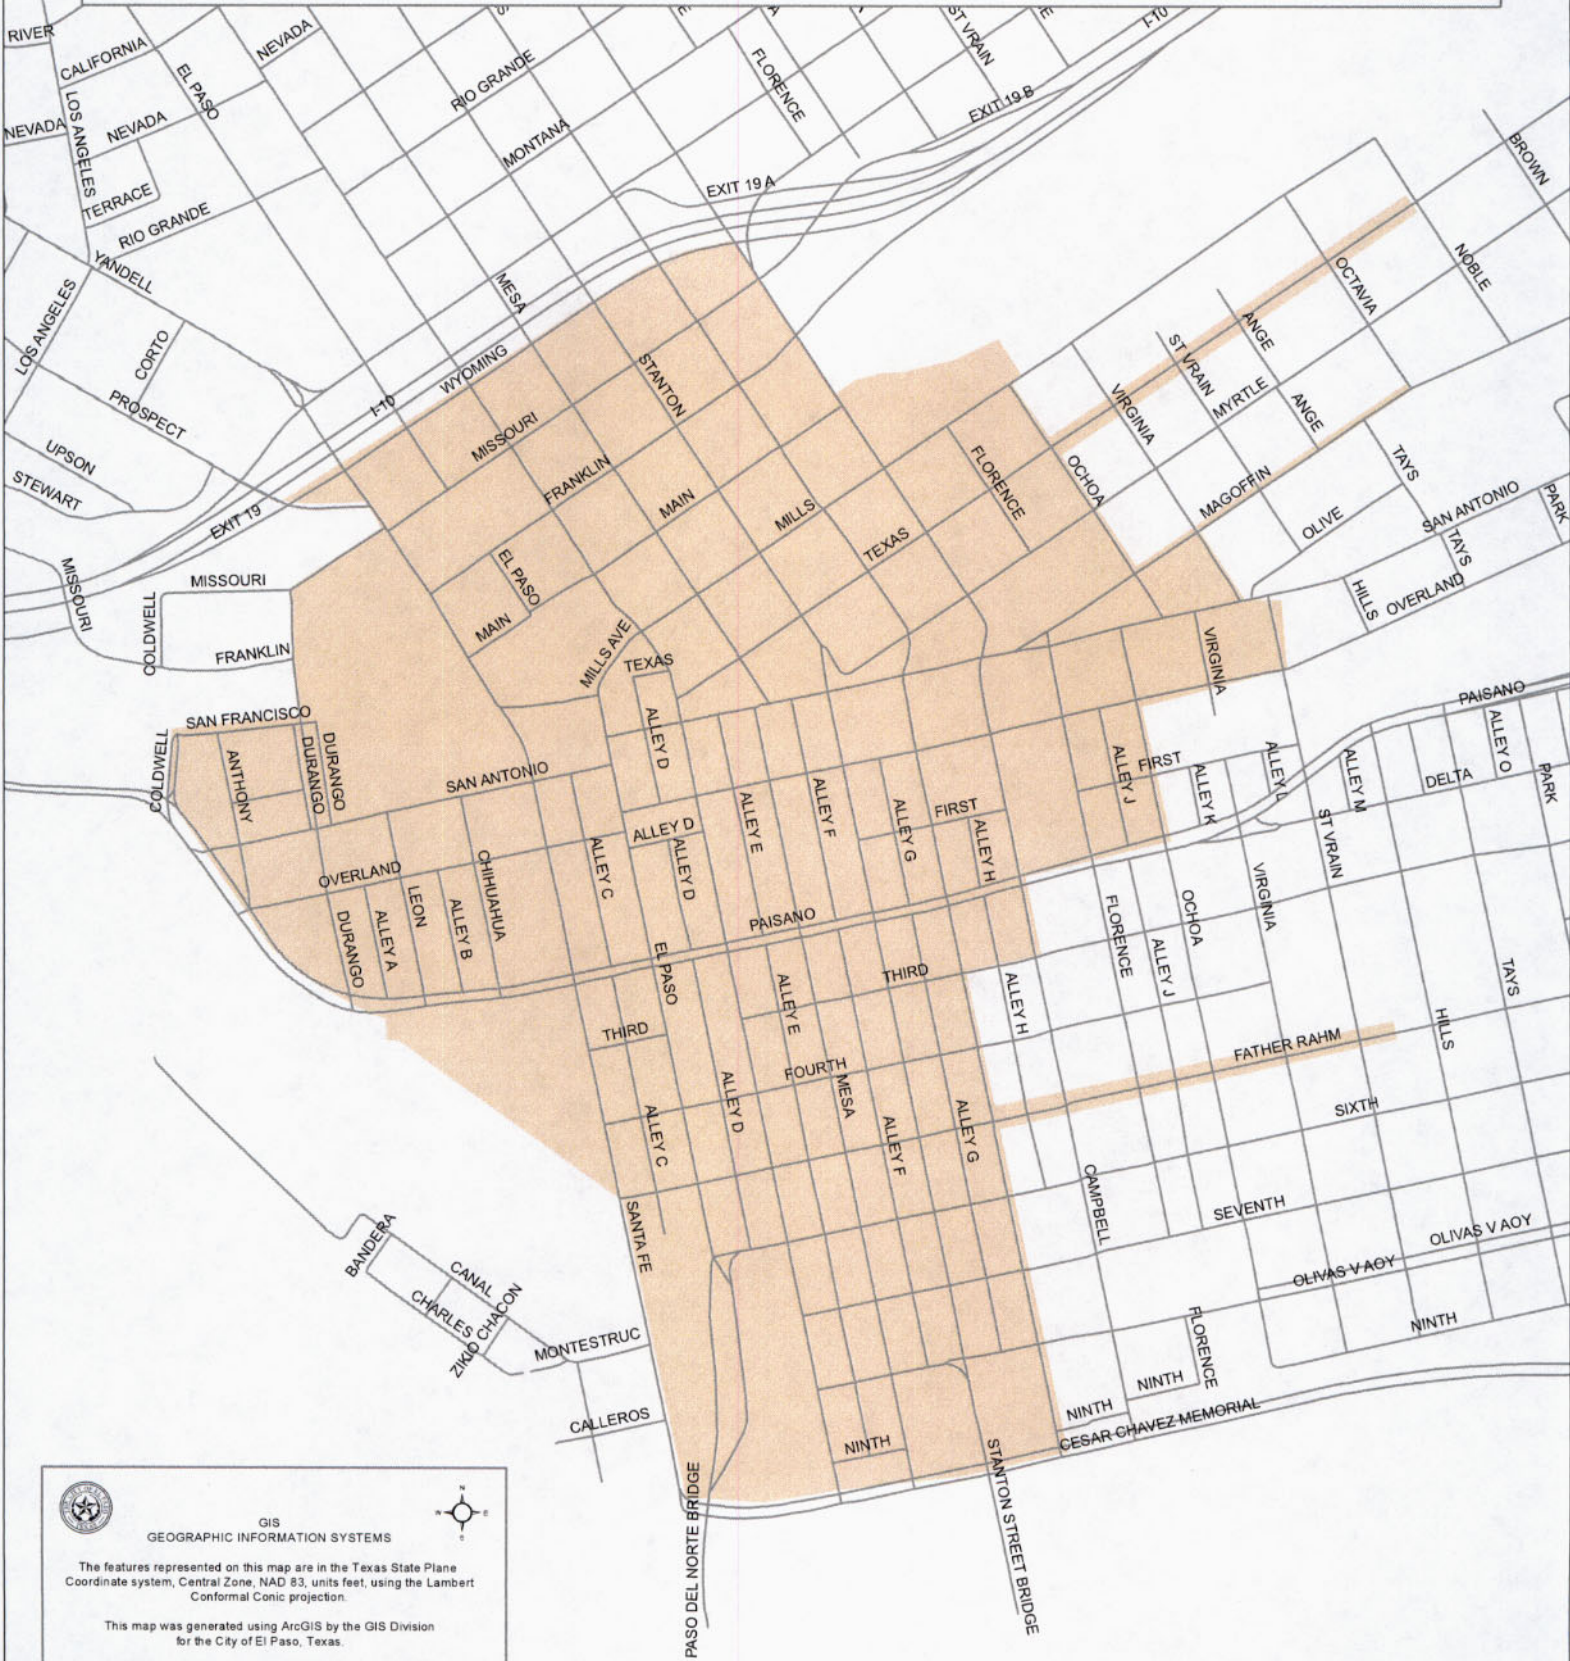 RIVER
CALIFORNIA
EL PASO
NEVADA
S
E
A
ST VRAIN
E
I-10
RIO GRANDE
FLORENCE
LOS ANGELES
NEVADA
NEVADA
EXIT 19 B
MONTANA
BROWN
TERRACE
RIO GRANDE
EXIT 19 A
YANDELL
MESA
OCTAVIA
NOBLE
LOS ANGELES
CORTO
WYOMING
STANTON
ANGE
ST VRAIN
PROSPECT
I-10
MISSOURI
VIRGINIA
MYRTLE
ANGE
UPSON
STEWART
FRANKLIN
MAIN
MILLS
FLORENCE
OCHOA
TAYS
MAGOFFIN
SAN ANTONIO
PARK
EXIT 19
TEXAS
OLIVE
TAYS
MISSOURI
MISSOURI
EL PASO
HILLS
OVERLAND
COLDWELL
FRANKLIN
MAIN
MILLS AVE
TEXAS
VIRGINIA
PAISANO
SAN FRANCISCO
COLDWELL
ANTHONY
DURANGO
DURANGO
ALLEY D
SAN ANTONIO
ALLEY J
FIRST
ALLEY K
ALLEY L
ALLEY M
DELTA
ALLEY O
PARK
ALLEY E
ALLEY F
ALLEY G
FIRST
ALLEY H
ALLEY D
ALLEY D
ALLEY C
OVERLAND
CHIHUAHUA
ST VRAIN
DURANGO
ALLEY A
LEON
ALLEY B
PAISANO
FLORENCE
OCHOA
VIRGINIA
EL PASO
ALLEY J
TAYS
THIRD
ALLEY E
THIRD
ALLEY H
HILLS
FATHER RAHM
FOURTH
MESA
ALLEY D
ALLEY C
ALLEY F
ALLEY G
SIXTH
CAMPBELL
SEVENTH
SANTA FE
OLIVAS V AOY
OLIVAS V AOY
BANDERA
CANAL
CHARLES
ZIKIO CHACON
MONTESTRUC
FLORENCE
NINTH
NINTH
NINTH
CALLEROS
NINTH
CESAR CHAVEZ MEMORIAL
PASO DEL NORTE BRIDGE
STANTON STREET BRIDGE
N
W
E
S
GIS
GEOGRAPHIC INFORMATION SYSTEMS
The features represented on this map are in the Texas State Plane
Coordinate system, Central Zone, NAD 83, units feet, using the Lambert
Conformal Conic projection.
This map was generated using ArcGIS by the GIS Division
for the City of El Paso, Texas.